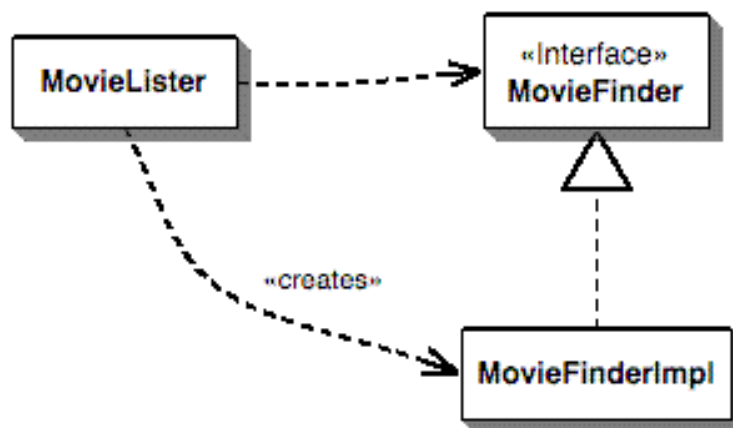 MovieLister
«Interface»
MovieFinder
«creates»
MovieFinderImpl